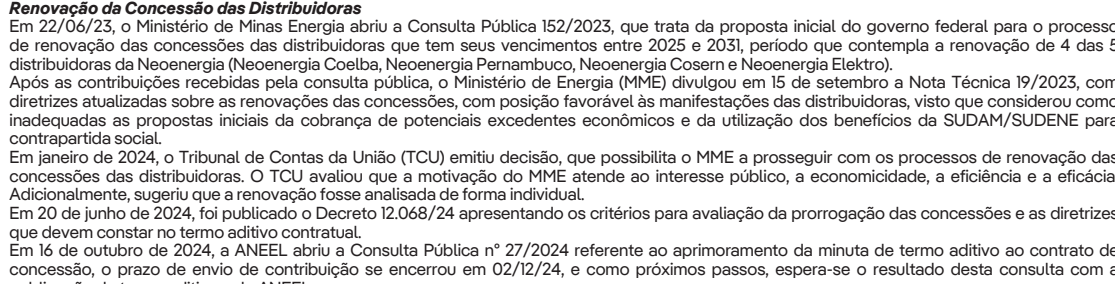 Renovação da Concessão das Distribuidoras
Em 22/06/23, o Ministério de Minas Energia abriu a Consulta Pública 152/2023, que trata da proposta inicial do governo federal para o processo
de renovação das concessões das distribuidoras que tem seus vencimentos entre 2025 e 2031, período que contempla a renovação de 4 das 5
distribuidoras da Neoenergia (Neoenergia Coelba, Neoenergia Pernambuco, Neoenergia Cosern e Neoenergia Elektro).
Após as contribuições recebidas pela consulta pública, o Ministério de Energia (MME) divulgou em 15 de setembro a Nota Técnica 19/2023, com
diretrizes atualizadas sobre as renovações das concessões, com posição favorável às manifestações das distribuidoras, visto que considerou como
inadequadas as propostas iniciais da cobrança de potenciais excedentes econômicos e da utilização dos benefícios da SUDAM/SUDENE para
contrapartida social.
Em janeiro de 2024, o Tribunal de Contas da União (TCU) emitiu decisão, que possibilita o MME a prosseguir com os processos de renovação das
concessões das distribuidoras. O TCU avaliou que a motivação do MME atende ao interesse público, a economicidade, a eficiência e a eficácia
Adicionalmente, sugeriu que a renovação fosse analisada de forma individual.
Em 20 de junho de 2024, foi publicado o Decreto 12.068/24 apresentando os critérios para avaliação da prorrogação das concessões e as diretrizes
que devem constar no termo aditivo contratual.
Em 16 de outubro de 2024, a ANEEL abriu a Consulta Pública n° 27/2024 referente ao aprimoramento da minuta de termo aditivo ao contrato de
concessão, o prazo de envio de contribuição se encerrou em 02/12/24, e como próximos passos, espera-se o resultado desta consulta com a